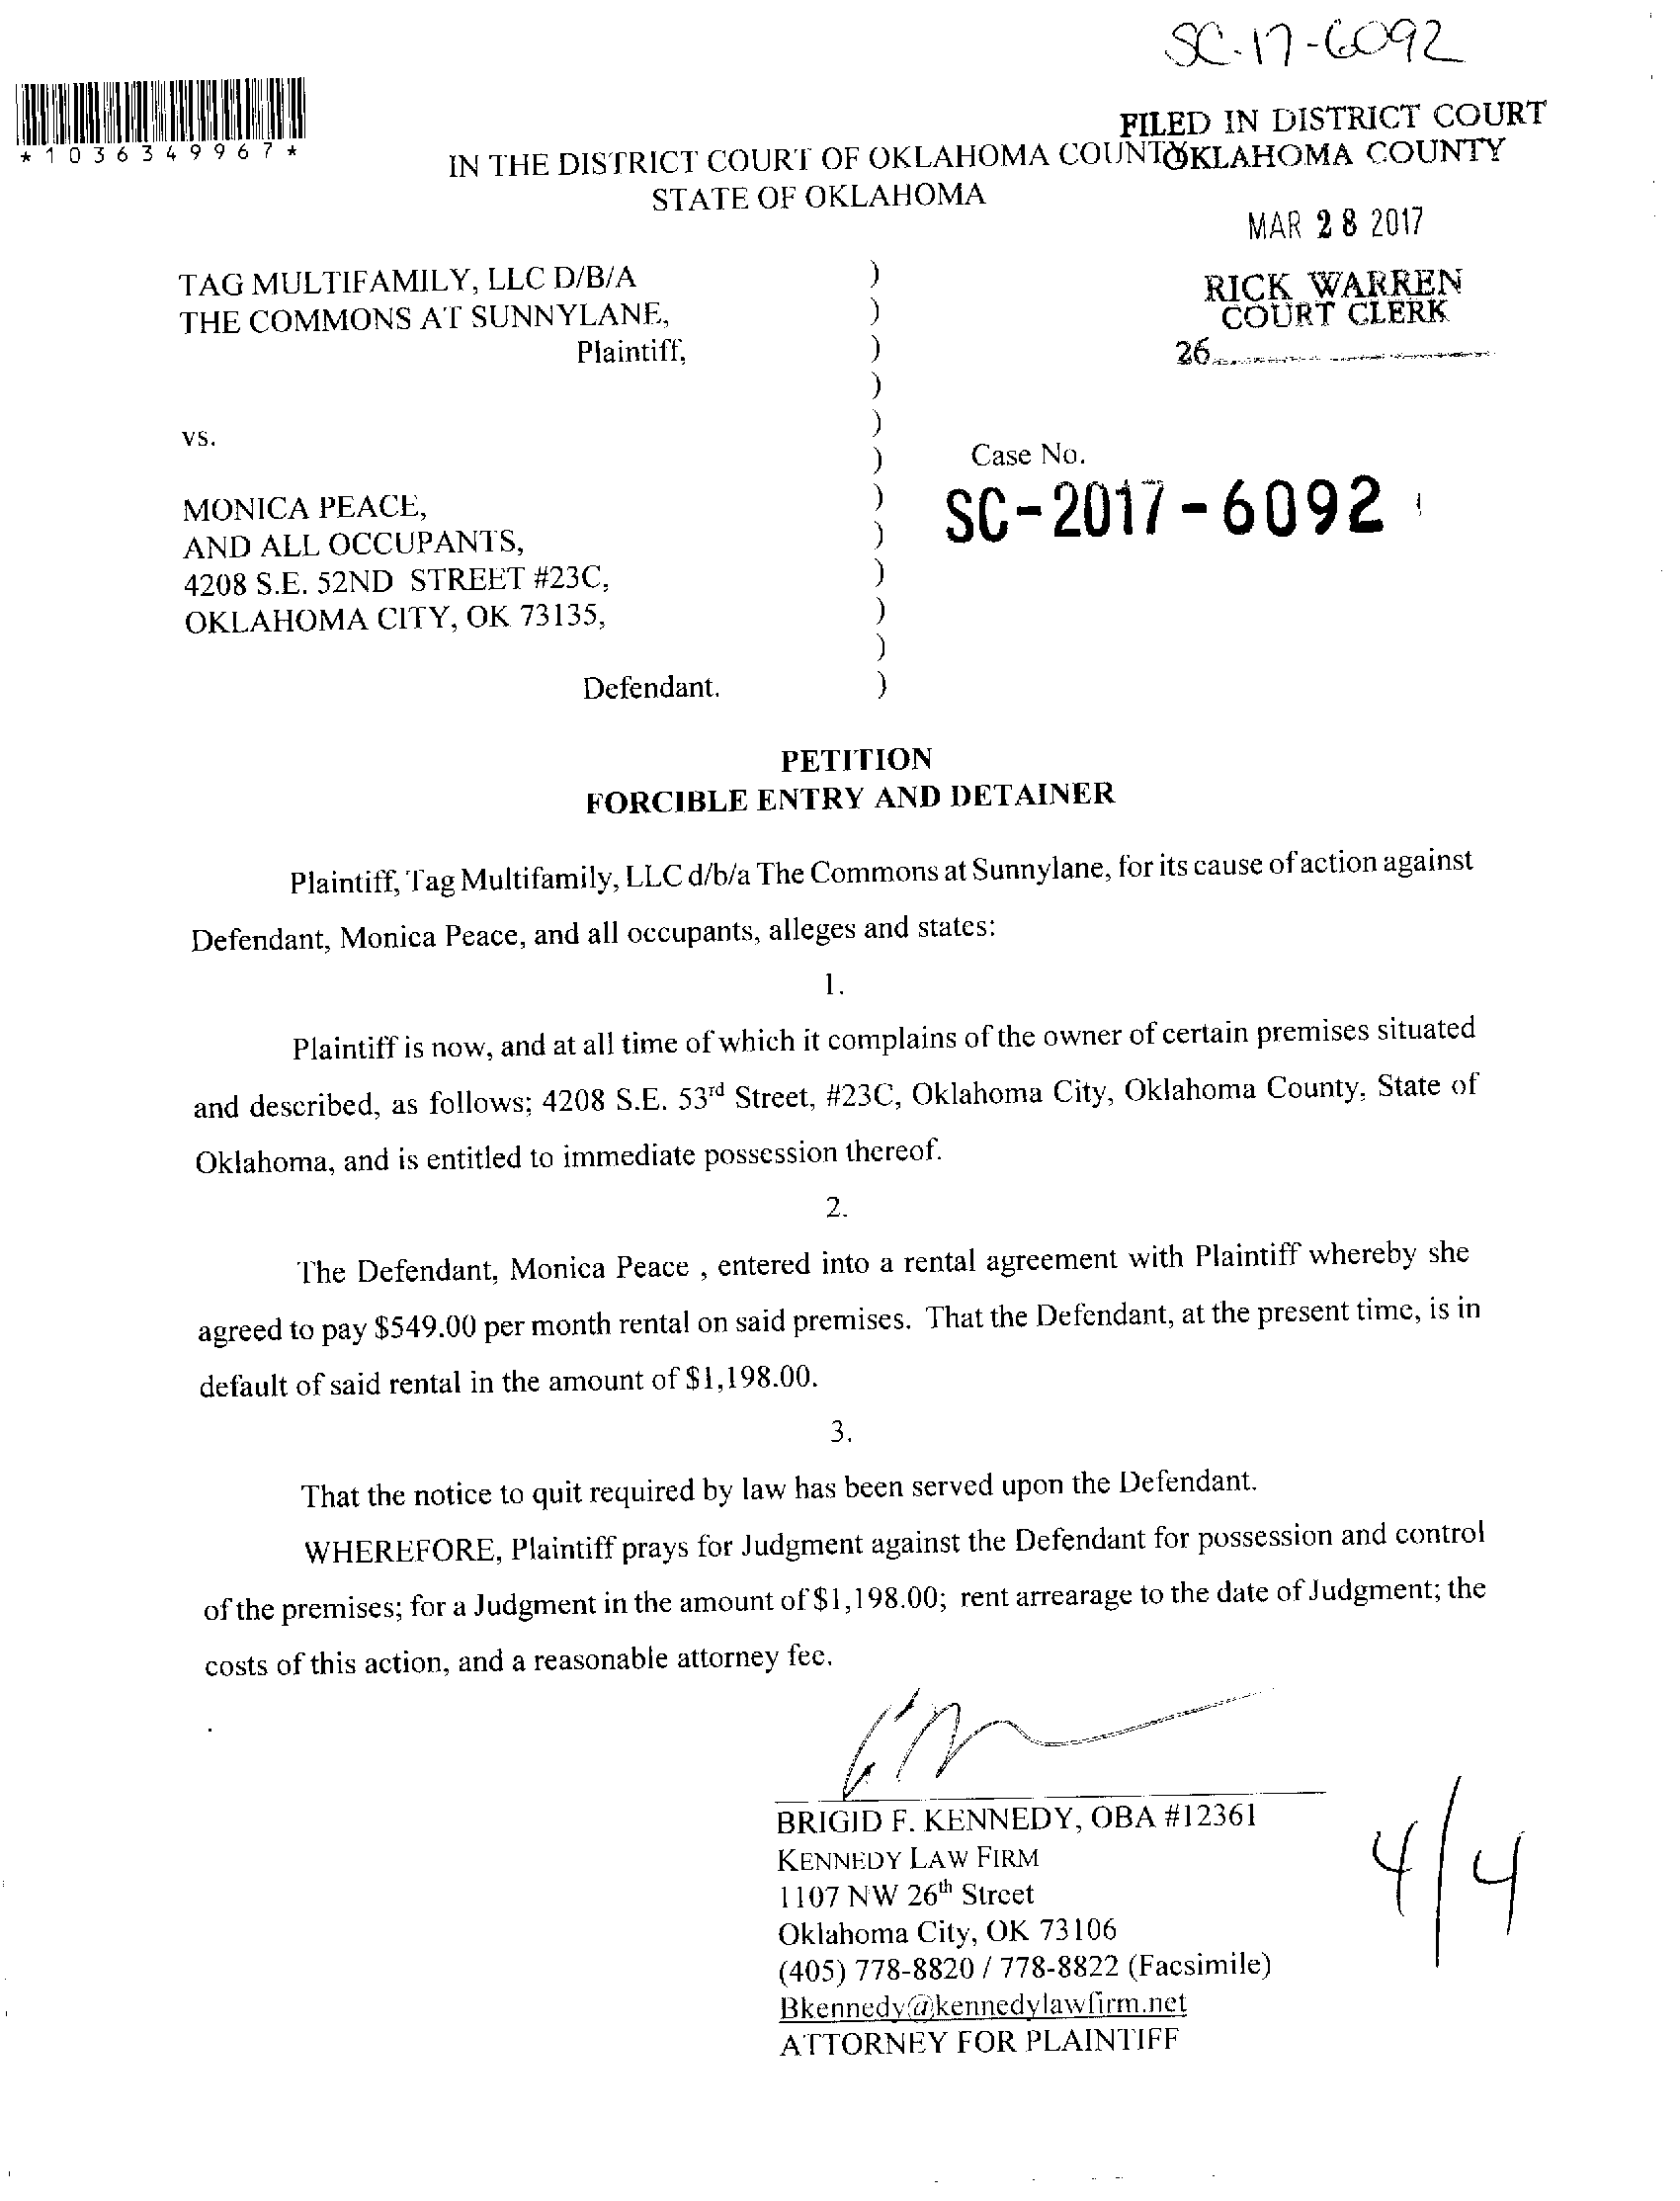 SC-17-6092
*1036349967*
FILED IN DISTRICT COURT
OKLAHOMA COUNTY
IN THE DISTRICT COURT OF OKLAHOMA COUNTY
STATE OF OKLAHOMA
MAR 28 2017
RICK WARREN
COURT CLERK
26
TAG MULTIFAMILY, LLC D/B/A )
THE COMMONS AT SUNNYLANE, )
Plaintiff, )
)
vs. )
) Case No.
MONICA PEACE, ) SC-2017-6092
AND ALL OCCUPANTS, )
4208 S.E. 52ND STREET #23C, )
OKLAHOMA CITY, OK 73135, )
)
Defendant. )
PETITION
FORCIBLE ENTRY AND DETAINER
Plaintiff, Tag Multifamily, LLC d/b/a The Commons at Sunnylane, for its cause of action against
Defendant, Monica Peace, and all occupants, alleges and states:
1.
Plaintiff is now, and at all time of which it complains of the owner of certain premises situated
and described, as follows; 4208 S.E. 53rd Street, #23C, Oklahoma City, Oklahoma County, State of
Oklahoma, and is entitled to immediate possession thereof.
2.
The Defendant, Monica Peace , entered into a rental agreement with Plaintiff whereby she
agreed to pay $549.00 per month rental on said premises. That the Defendant, at the present time, is in
default of said rental in the amount of $1,198.00.
3.
That the notice to quit required by law has been served upon the Defendant.
WHEREFORE, Plaintiff prays for Judgment against the Defendant for possession and control
of the premises; for a Judgment in the amount of $1,198.00; rent arrearage to the date of Judgment; the
costs of this action, and a reasonable attorney fee.
BRIGID F. KENNEDY, OBA #12361
KENNEDY LAW FIRM
1107 NW 26th Street
Oklahoma City, OK 73106
(405) 778-8820 / 778-8822 (Facsimile)
Bkennedy@kennedylawfirm.net
ATTORNEY FOR PLAINTIFF
4/4